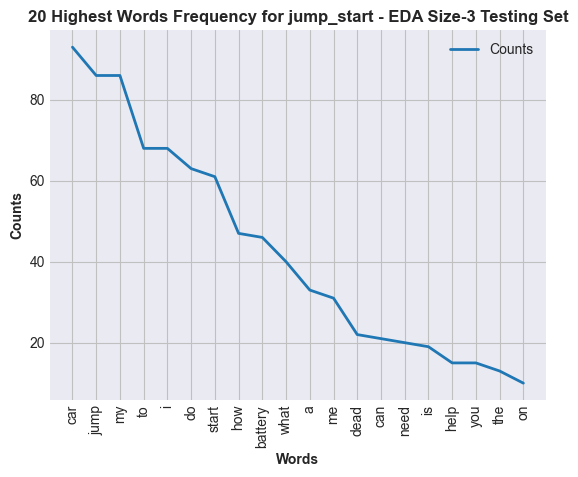 20 Highest Words Frequency for jump_start - EDA Size-3 Testing Set
Counts
Counts
80
60
40
20
car
jump
my
to
i
do
start
how
battery
what
a
me
dead
can
need
is
help
you
the
on
Words